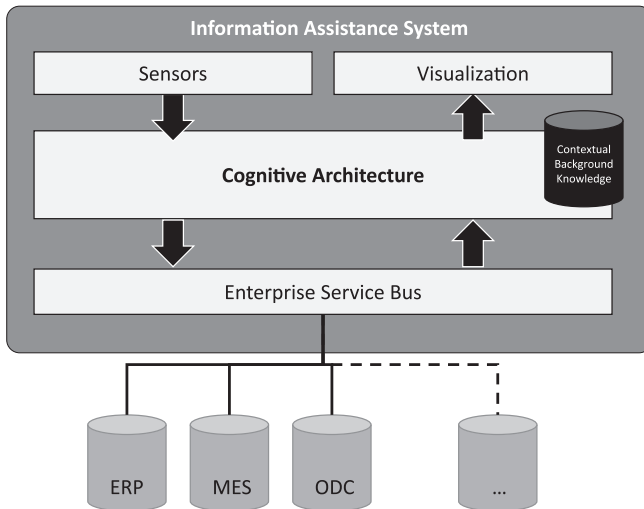 Information Assistance System
Sensors
Visualization
Contextual
Background
Knowledge
Cognitive Architecture
Enterprise Service Bus
ERP
MES
ODC
...